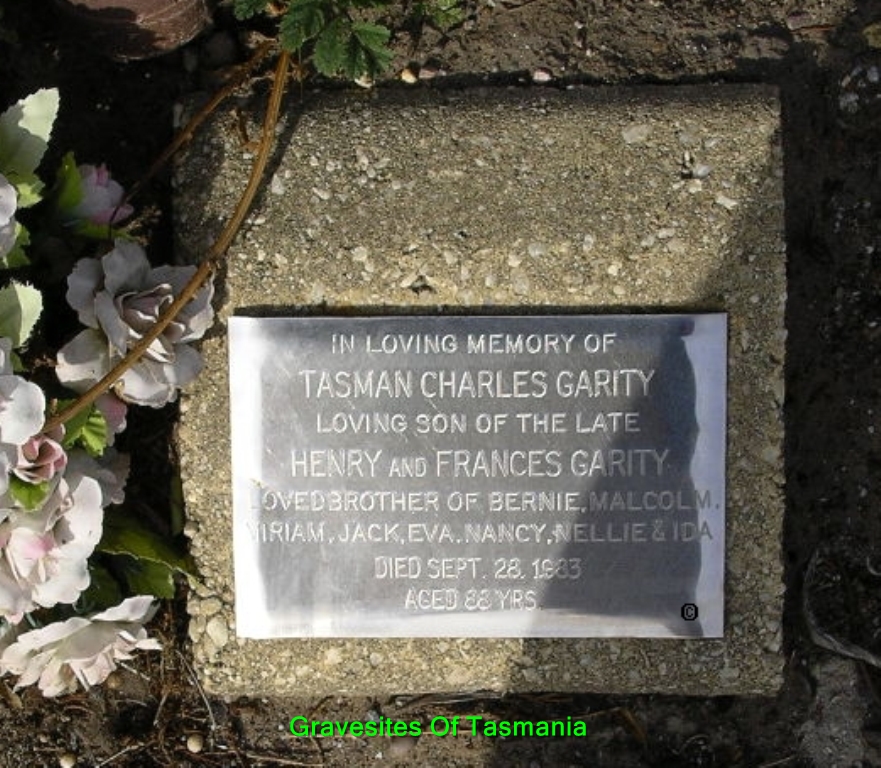 IN LOVING MEMORY OF
TASMAN CHARLES GARITY
LOVING SON OF THE LATE
HENRY AND FRANCES GARITY
LOVED BROTHER OF BERNIE, MALCOLM.
MIRIAM, JACK, EVA. NANCY, NELLIE & IDA
DIED SEPT. 28. 1983
AGED 88 YRS.
©
Gravesites Of Tasmania